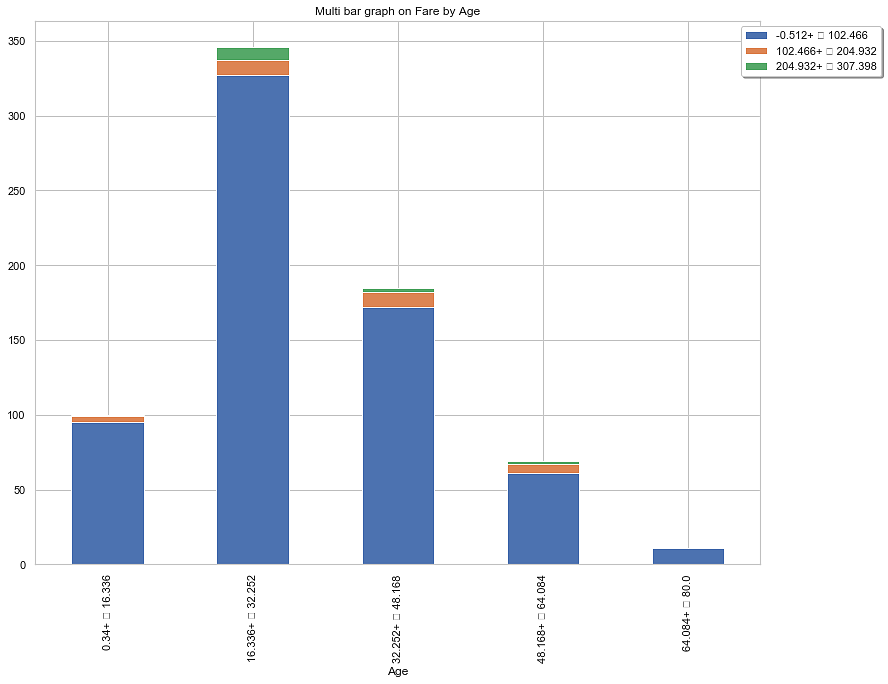 Multi bar graph on Fare by Age
-0.512+ □ 102.466
102.466+ □ 204.932
204.932+ □ 307.398
350
300
250
200
150
100
50
0
0.34+ □ 16.336
16.336+ □ 32.252
32.252+ □ 48.168
48.168+ □ 64.084
64.084+ □ 80.0
Age